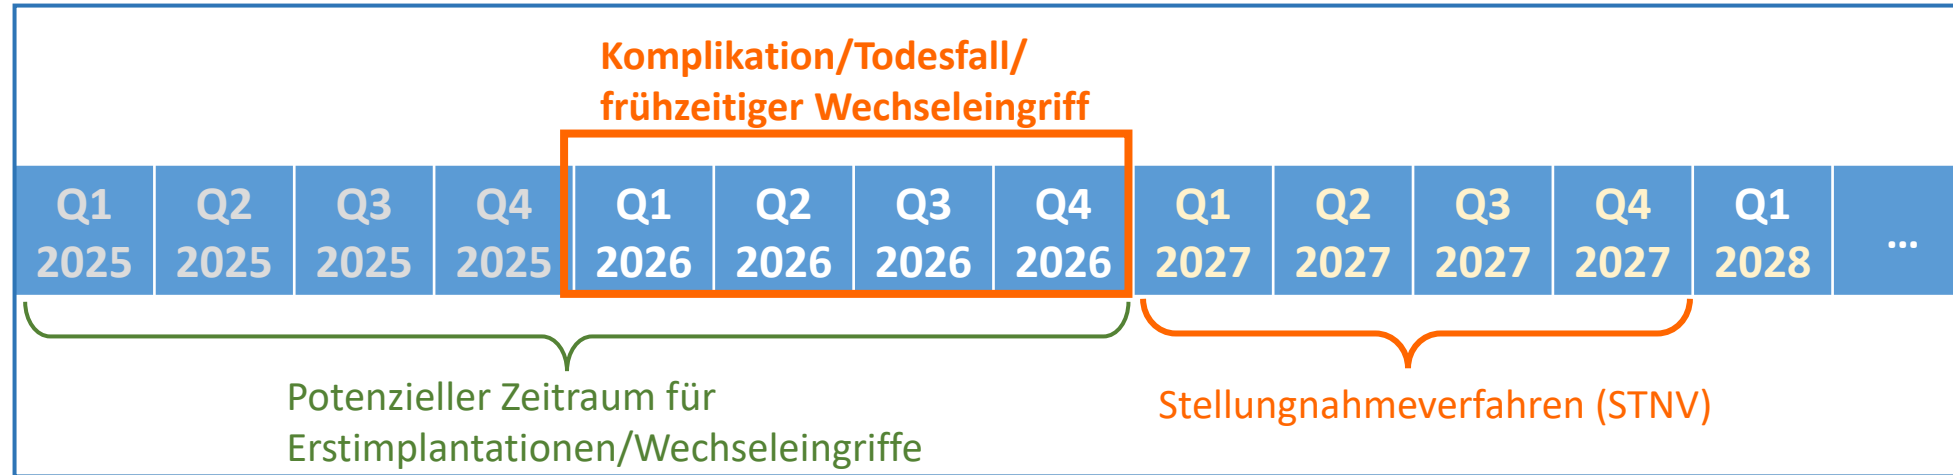 Komplikation/Todesfall/
frühzeitiger Wechseleingriff
Q1 Q2 Q3 Q4 Q1 Q2 Q3 Q4 Q1 Q2 Q3 Q4 Q1 ...
2025 2025 2025 2025 2026 2026 2026 2026 2027 2027 2027 2027 2028
Potenzieller Zeitraum für
Erstimplantationen/Wechseleingriffe
Stellungnahmeverfahren (STNV)